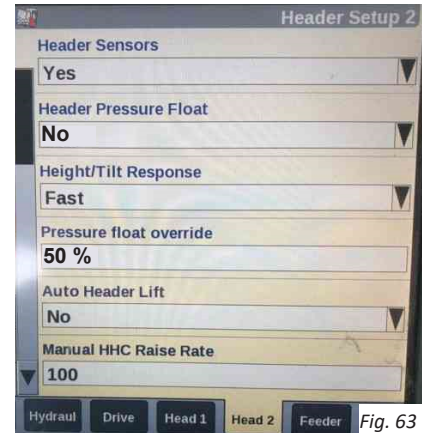 Header Setup 2
Header Sensors
Yes
Header Pressure Float
No
Height/Tilt Response
Fast
Pressure float override
50 %
Auto Header Lift
No
Manual HHC Raise Rate
100
Hydraul
Drive
Head 1
Head 2
Feeder
Fig. 63